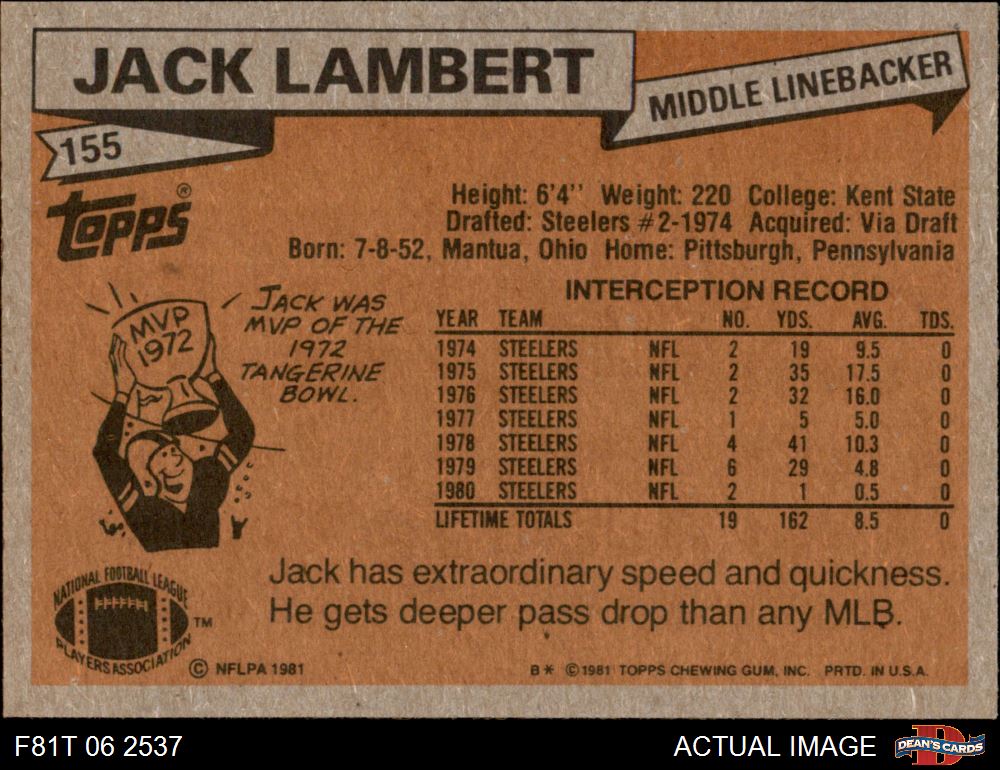 JACK LAMBERT
MIDDLE LINEBACKER
155
TOPPS®
Height: 6'4'' Weight: 220 College: Kent State
Drafted: Steelers #2-1974 Acquired: Via Draft
Born: 7-8-52, Mantua, Ohio Home: Pittsburgh, Pennsylvania
MVP
1972
JACK WAS
MVP OF THE
1972
TANGERINE
BOWL.
INTERCEPTION RECORD
YEAR TEAM NO. YDS. AVG. TDS.
1974 STEELERS NFL 2 19 9.5 0
1975 STEELERS NFL 2 35 17.5 0
1976 STEELERS NFL 2 32 16.0 0
1977 STEELERS NFL 1 5 5.0 0
1978 STEELERS NFL 4 41 10.3 0
1979 STEELERS NFL 6 29 4.8 0
1980 STEELERS NFL 2 1 0.5 0
LIFETIME TOTALS 19 162 8.5 0
Jack has extraordinary speed and quickness.
He gets deeper pass drop than any MLB.
NATIONAL FOOTBALL LEAGUE
PLAYERS ASSOCIATION
TM
© NFLPA 1981
B* ©1981 TOPPS CHEWING GUM, INC. PRTD. IN U.S.A.
F81T 06 2537
ACTUAL IMAGE
D
DEAN'S CARDS